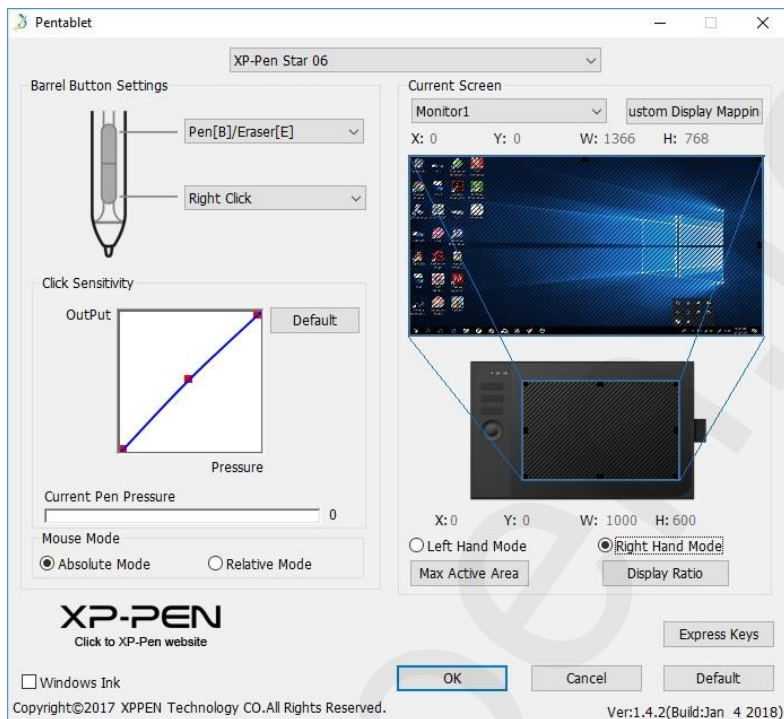 Pentablet
XP-Pen Star 06
Barrel Button Settings
Pen[B]/Eraser[E]
Right Click
Click Sensitivity
OutPut
Default
Pressure
Current Pen Pressure
0
Mouse Mode
Absolute Mode
Relative Mode
Current Screen
Monitor1
ustom Display Mappin
X: 0 Y: 0 W: 1366 H: 768
X: 0 Y: 0 W: 1000 H: 600
Left Hand Mode
Right Hand Mode
Max Active Area
Display Ratio
XP-PEN
Click to XP-Pen website
Express Keys
Windows Ink
OK
Cancel
Default
Copyright©2017 XPPEN Technology CO.All Rights Reserved.
Ver:1.4.2(Build:Jan 4 2018)